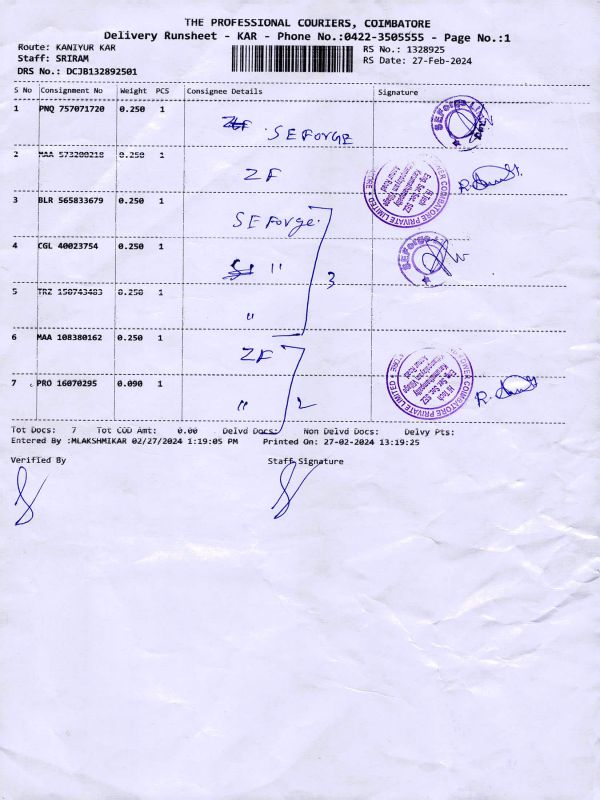 THE PROFESSIONAL COURIERS, COIMBATORE
Delivery Runsheet - KAR - Phone No.:0422-3505555 - Page No.:1
Route: KANIYUR KAR
RS No.: 1328925
Staff: SRIRAM
RS Date: 27-Feb-2024
DRS No.: DCJB132892501
S No Consignment No Weight PCS Consignee Details Signature
1 PNQ 757071720 0.250 1
SEFORGE
2 MAA 573200218 0.250 1
ZF
3 BLR 565833679 0.250 1
SEForge
4 CGL 40023754 0.250 1
"
3
5 TRZ 150743403 0.250 1
"
6 MAA 108380162 0.250 1
ZF
7 PRO 16070295 0.090 1
" 2
Tot Docs: 7 Tot COD Amt: 0.00 Delvd Docs: Non Delvd Docs: Delvy Pts:
Entered By :MLAKSHMIKAR 02/27/2024 1:19:05 PM Printed On: 27-02-2024 13:19:25
Verified By Staff Signature